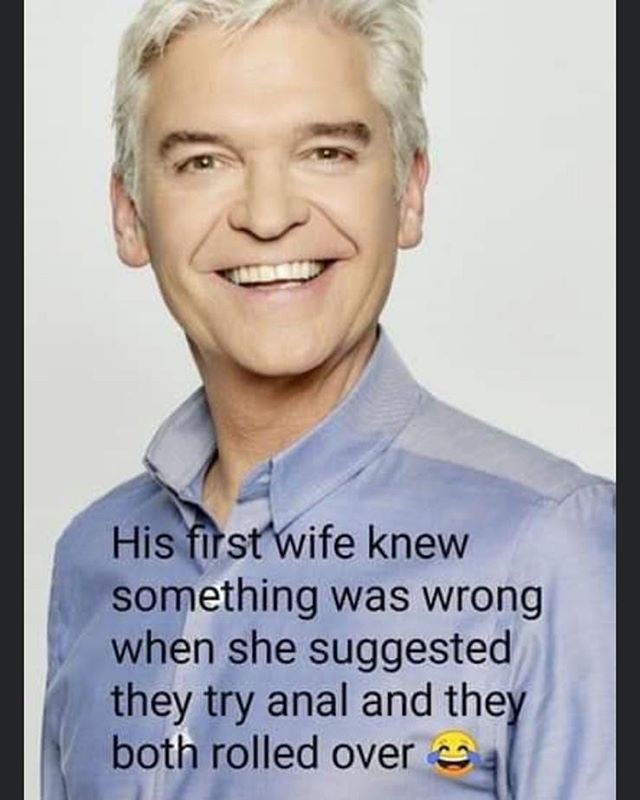 His first wife knew
something was wrong
when she suggested
they try anal and they
both rolled over 😂